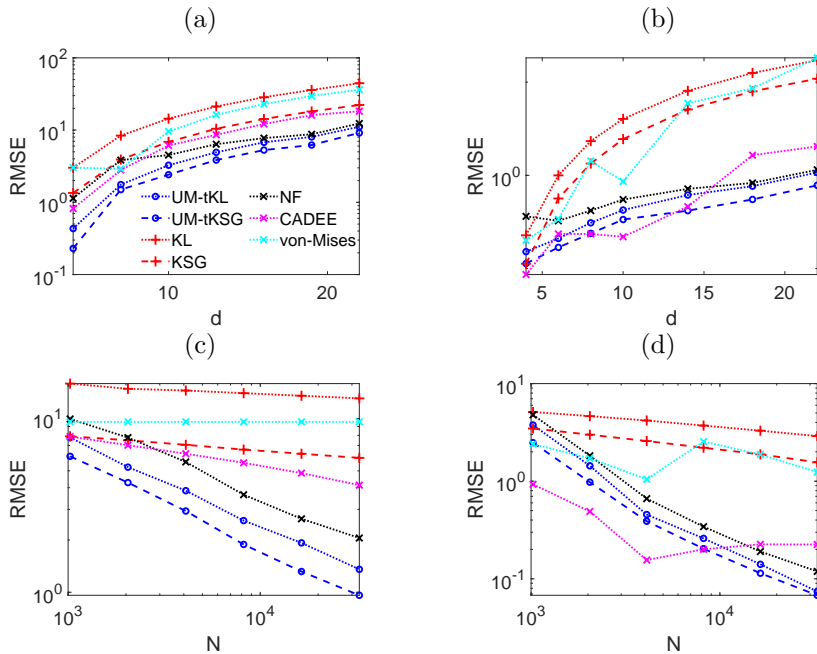 (a)
RMSE
10^2
10^1
10^0
10^-1
10
20
d
UM-tKL
UM-tKSG
KL
KSG
NF
CADEE
von-Mises
(b)
RMSE
10^0
5
10
15
20
d
(c)
RMSE
10^1
10^0
10^3
10^4
N
(d)
RMSE
10^1
10^0
10^-1
10^3
10^4
N